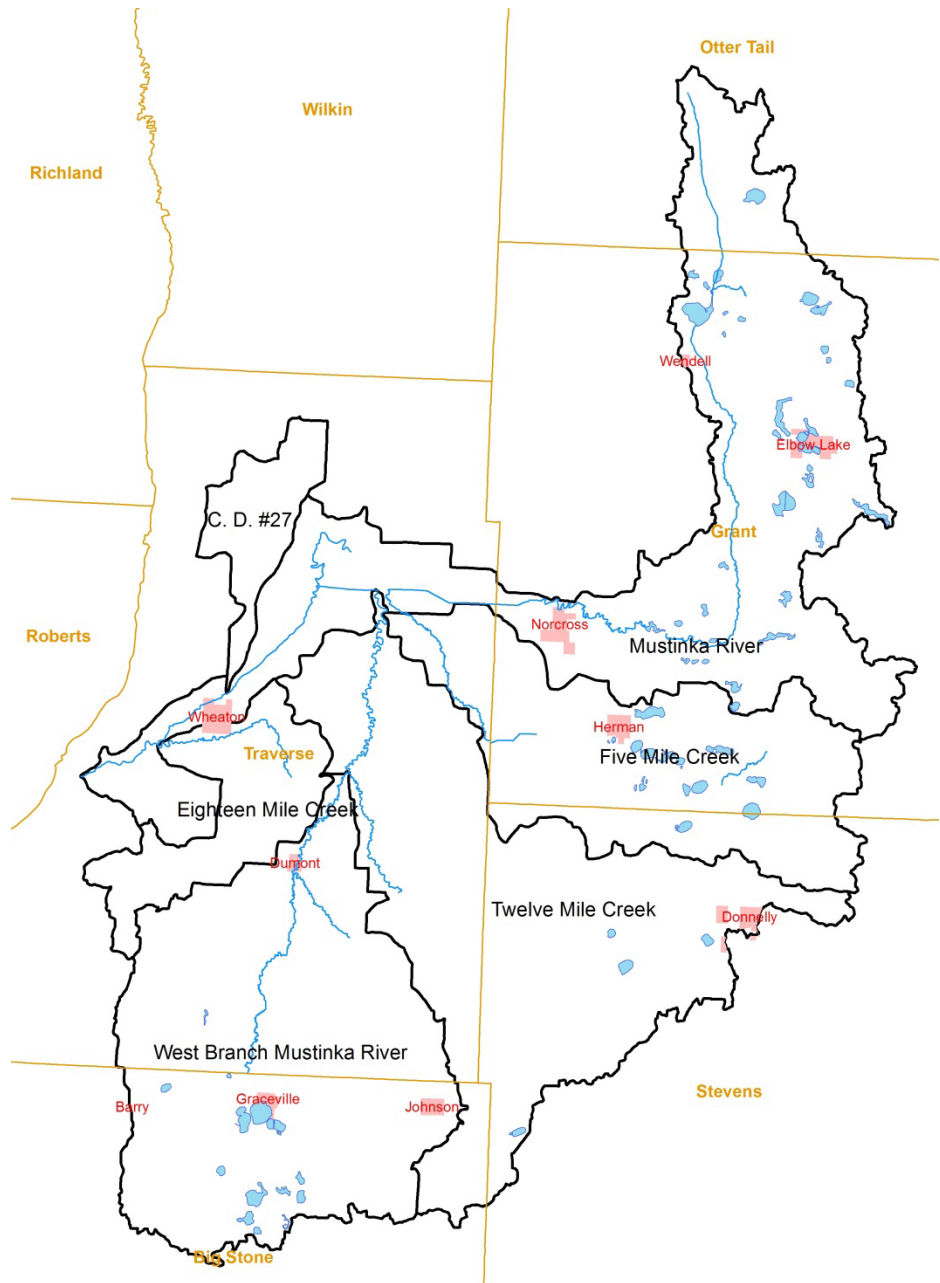 Otter Tail
Wilkin
Richland
Wendell
Elbow Lake
C. D. #27
Grant
Norcross
Roberts
Mustinka River
Wheaton
Herman
Traverse
Five Mile Creek
Eighteen Mile Creek
Dumont
Twelve Mile Creek
Donnelly
West Branch Mustinka River
Stevens
Barry
Graceville
Johnson
Big Stone